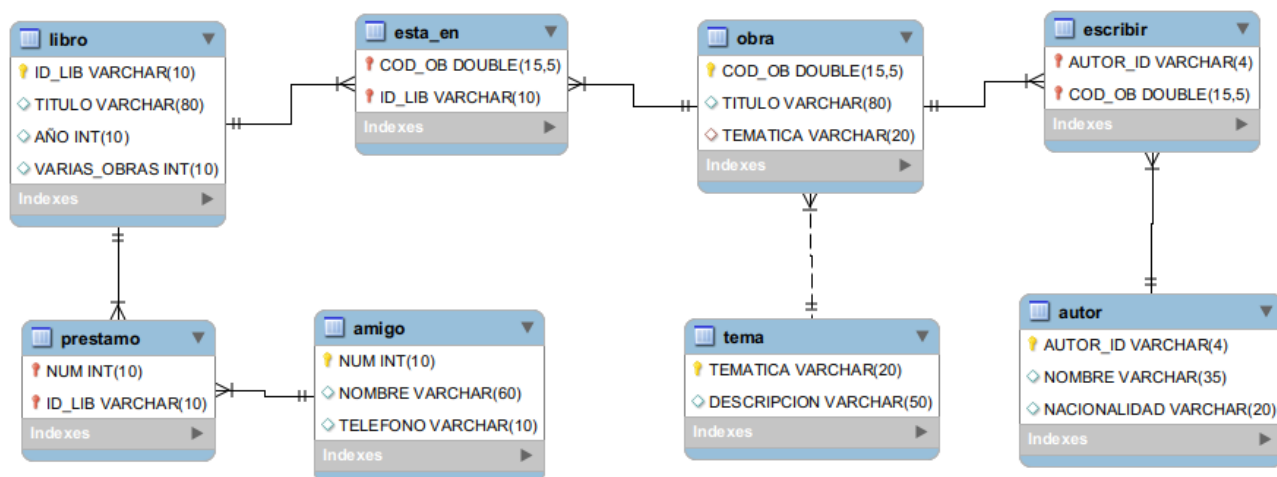 libro
ID_LIB VARCHAR(10)
TITULO VARCHAR(80)
AÑO INT(10)
VARIAS_OBRAS INT(10)
Indexes
esta_en
COD_OB DOUBLE(15,5)
ID_LIB VARCHAR(10)
Indexes
obra
COD_OB DOUBLE(15,5)
TITULO VARCHAR(80)
TEMATICA VARCHAR(20)
Indexes
escribir
AUTOR_ID VARCHAR(4)
COD_OB DOUBLE(15,5)
Indexes
prestamo
NUM INT(10)
ID_LIB VARCHAR(10)
Indexes
amigo
NUM INT(10)
NOMBRE VARCHAR(60)
TELEFONO VARCHAR(10)
Indexes
tema
TEMATICA VARCHAR(20)
DESCRIPCION VARCHAR(50)
Indexes
autor
AUTOR_ID VARCHAR(4)
NOMBRE VARCHAR(35)
NACIONALIDAD VARCHAR(20)
Indexes